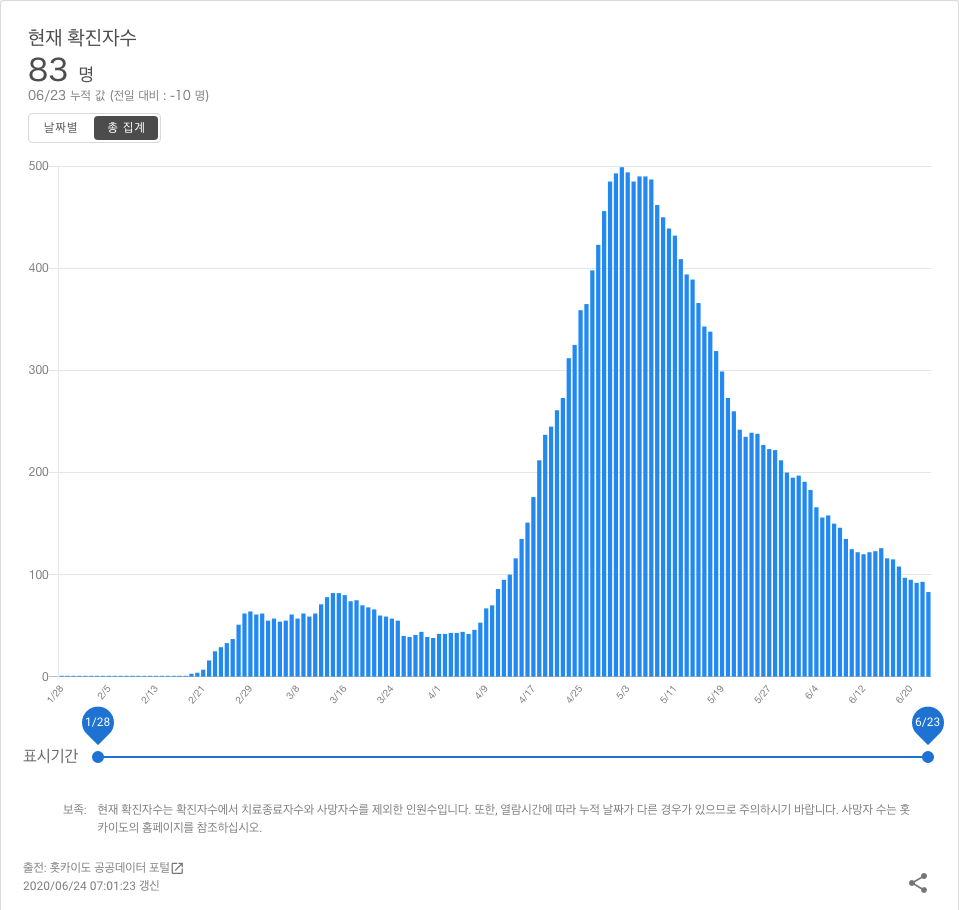 현재 확진자수
83 명
06/23 누적 값 (전일 대비 : -10 명)
날짜별 총 집계
500
400
300
200
100
0
1/28 2/5 2/13 2/21 2/29 3/8 3/16 3/24 4/1 4/9 4/17 4/25 5/3 5/11 5/19 5/27 6/4 6/12 6/20
1/28 6/23
표시기간
보족: 현재 확진자수는 확진자수에서 치료종료자수와 사망자수를 제외한 인원수입니다. 또한, 열람시간에 따라 누적 날짜가 다른 경우가 있으므로 주의하시기 바랍니다. 사망자 수는 홋
카이도의 홈페이지를 참조하십시오.
출전: 홋카이도 공공데이터 포털
2020/06/24 07:01:23 갱신